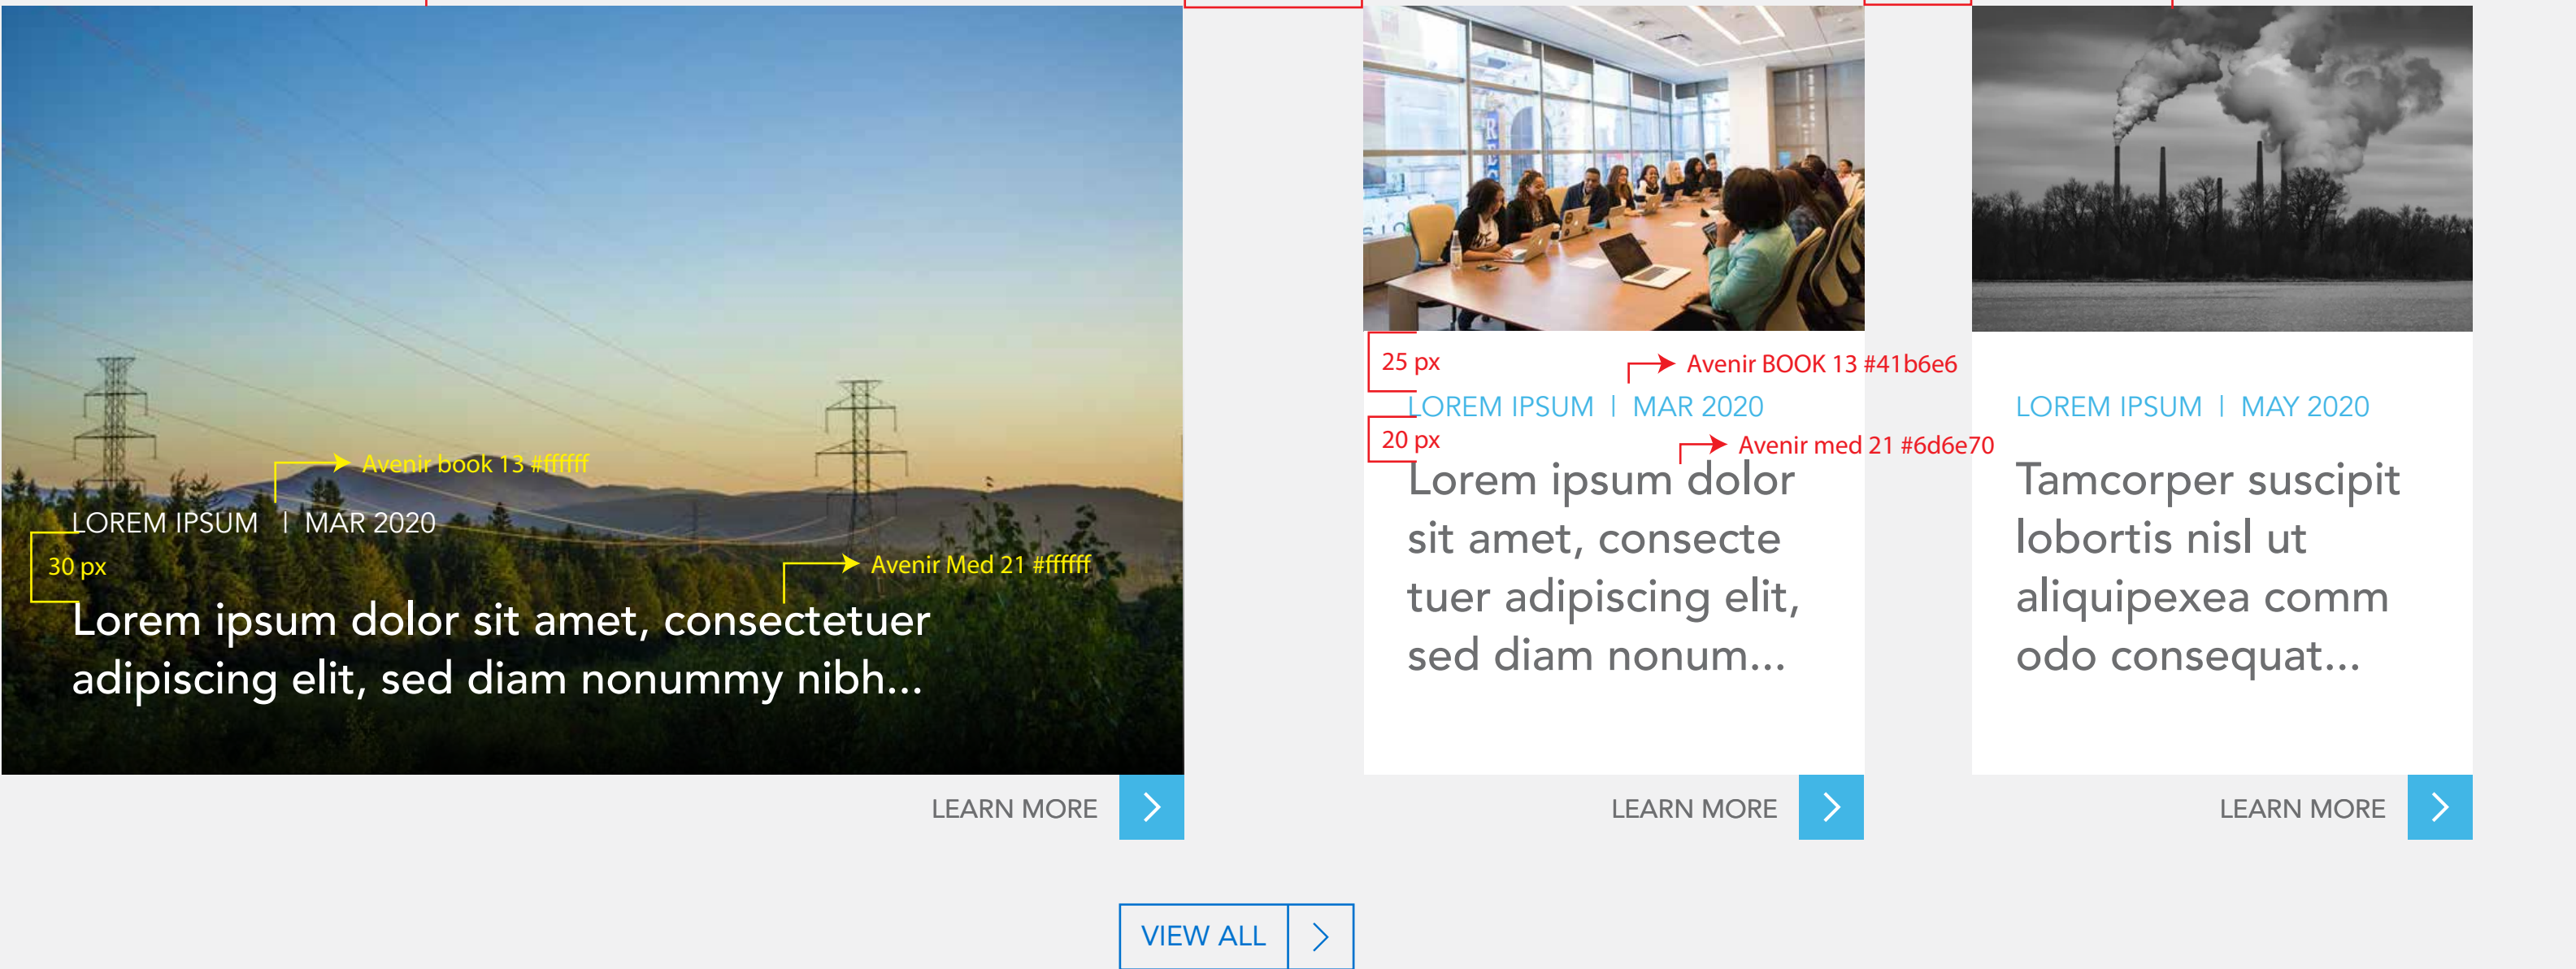 Avenir book 13 #ffffff
LOREM IPSUM | MAR 2020
30 px
Avenir Med 21 #ffffff
Lorem ipsum dolor sit amet, consectetuer
adipiscing elit, sed diam nonummy nibh...
LEARN MORE
25 px
Avenir BOOK 13 #41b6e6
LOREM IPSUM | MAR 2020
20 px
Avenir med 21 #6d6e70
Lorem ipsum dolor
sit amet, consecte
tuer adipiscing elit,
sed diam nonum...
LEARN MORE
LOREM IPSUM | MAY 2020
Tamcorper suscipit
lobortis nisl ut
aliquipexea comm
odo consequat...
LEARN MORE
VIEW ALL